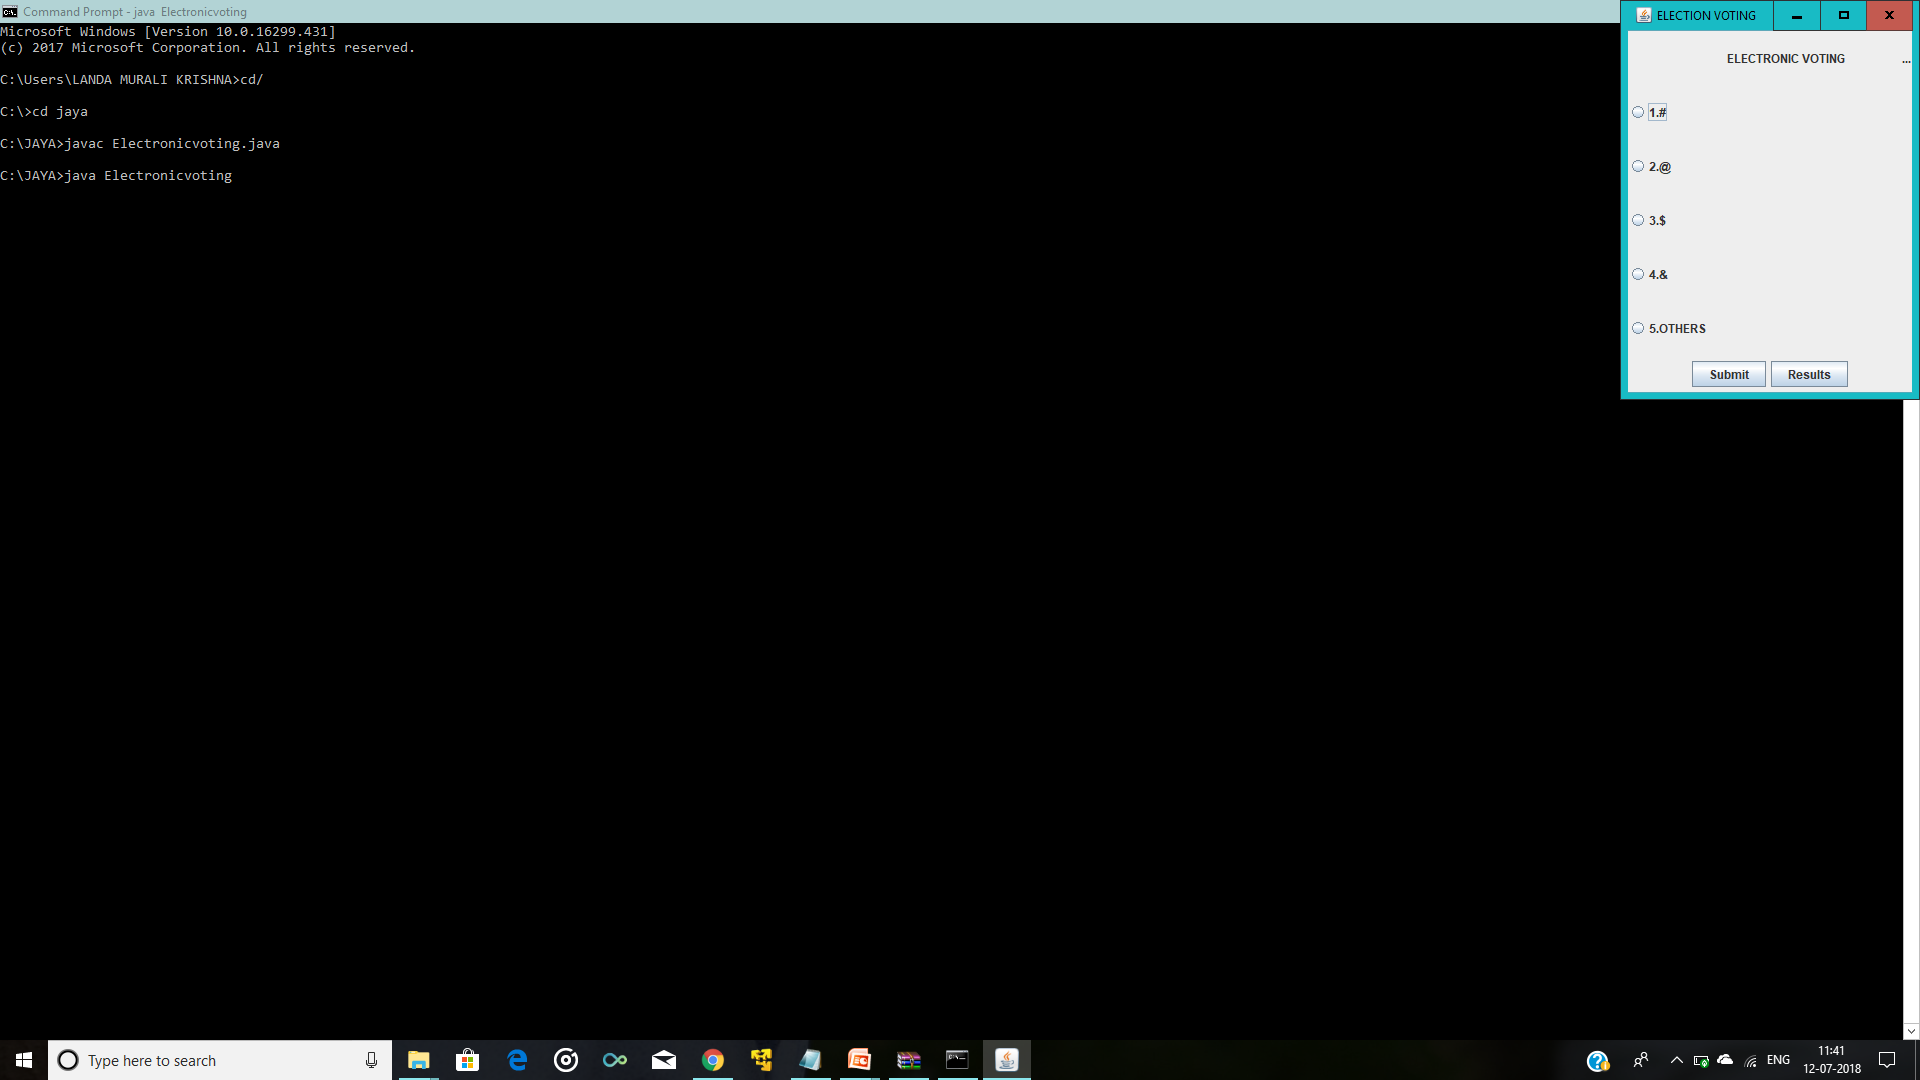 Command Prompt - java  Electronicvoting
Microsoft Windows [Version 10.0.16299.431]
(c) 2017 Microsoft Corporation. All rights reserved.
C:\Users\LANDA MURALI KRISHNA>cd/
C:\>cd jaya
C:\JAYA>javac Electronicvoting.java
C:\JAYA>java Electronicvoting
ELECTION VOTING
ELECTRONIC VOTING ...
1.#
2.@
3.$
4.&
5.OTHERS
Submit Results
Type here to search
ENG
11:41
12-07-2018